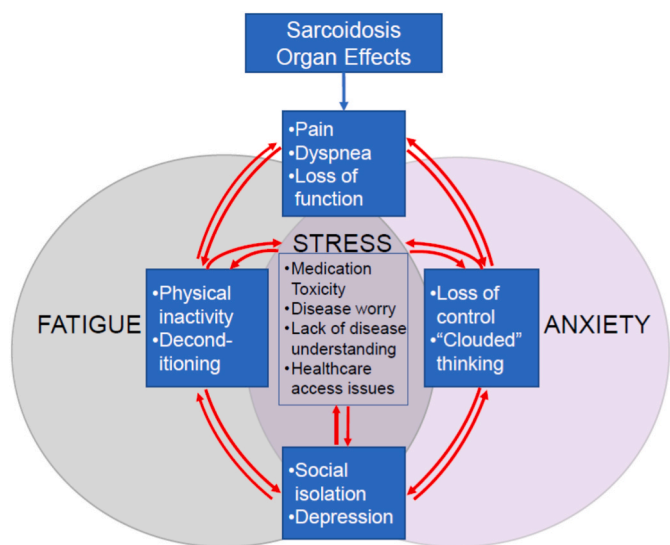 Sarcoidosis
Organ Effects
•Pain
•Dyspnea
•Loss of
function
STRESS
•Medication
Toxicity
•Disease worry
•Lack of disease
understanding
•Healthcare
access issues
FATIGUE
•Physical
inactivity
•Decond-
itioning
•Loss of
control
•“Clouded”
thinking
ANXIETY
•Social
isolation
•Depression